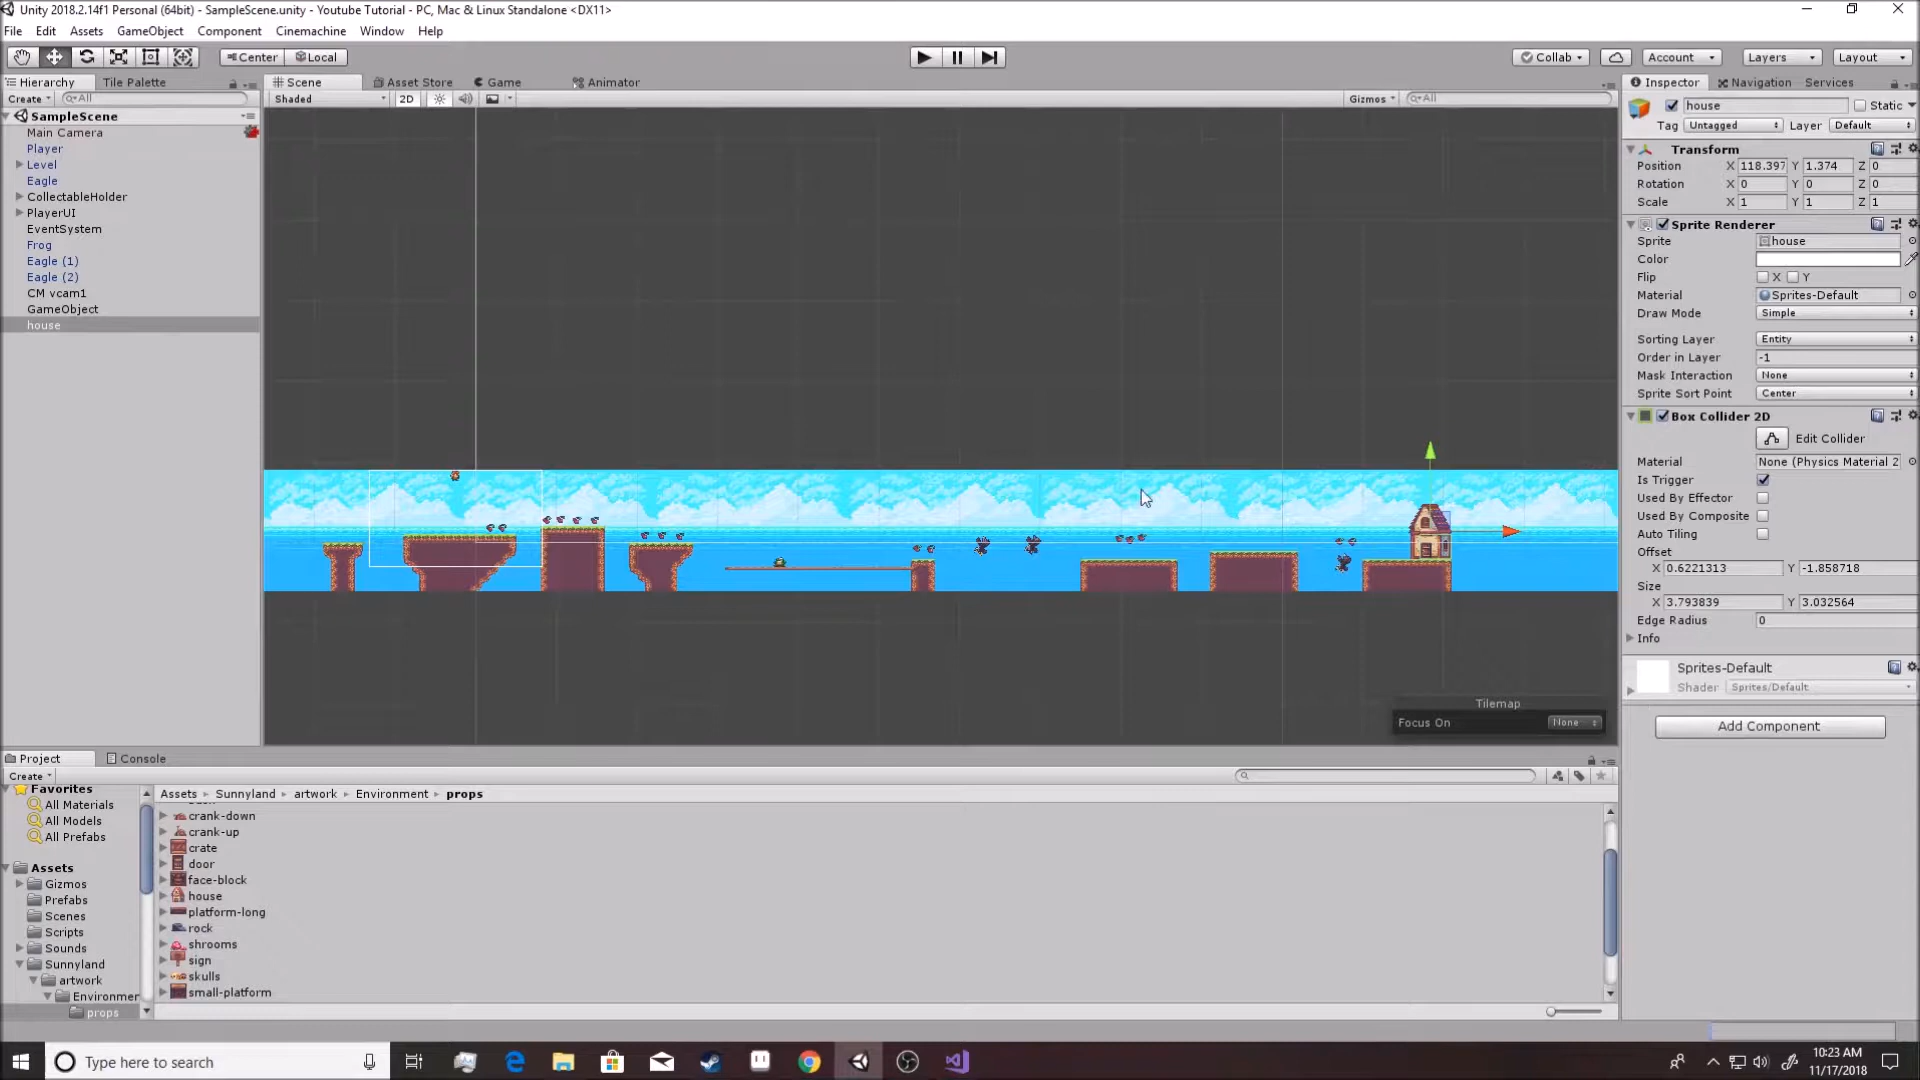 Unity 2018.2.14f1 Personal (64bit) - SampleScene.unity - Youtube Tutorial - PC, Mac & Linux Standalone <DX11>
File Edit Assets GameObject Component Cinemachine Window Help
Center Local Collab Account Layers Layout
Hierarchy Tile Palette Scene Asset Store Game Animator Inspector Navigation Services
Create All Shaded 2D Gizmos All
house Static
SampleScene
Tag Untagged Layer Default
Main Camera
Player
Level
Eagle
CollectableHolder
PlayerUI
EventSystem
Frog
Eagle (1)
Eagle (2)
CM vcam1
GameObject
house
Transform
Position X 118.397 Y 1.374 Z 0
Rotation X 0 Y 0 Z 0
Scale X 1 Y 1 Z 1
Sprite Renderer
Sprite house
Color
Flip X Y
Material Sprites-Default
Draw Mode Simple
Sorting Layer Entity
Order in Layer -1
Mask Interaction None
Sprite Sort Point Center
Box Collider 2D
Edit Collider
Material None (Physics Material 2
Is Trigger
Used By Effector
Used By Composite
Auto Tiling
Offset
X 0.6221313 Y -1.858718
Size
X 3.793839 Y 3.032564
Edge Radius 0
Info
Sprites-Default
Shader Sprites/Default
Add Component
Tilemap
Focus On None
Project Console
Create
Favorites
All Materials
All Models
All Prefabs
Assets
Gizmos
Prefabs
Scenes
Scripts
Sounds
Sunnyland
artwork
Environmen
props
Assets Sunnyland artwork Environment props
crank-down
crank-up
crate
door
face-block
house
platform-long
rock
shrooms
sign
skulls
small-platform
Type here to search
10:23 AM
11/17/2018